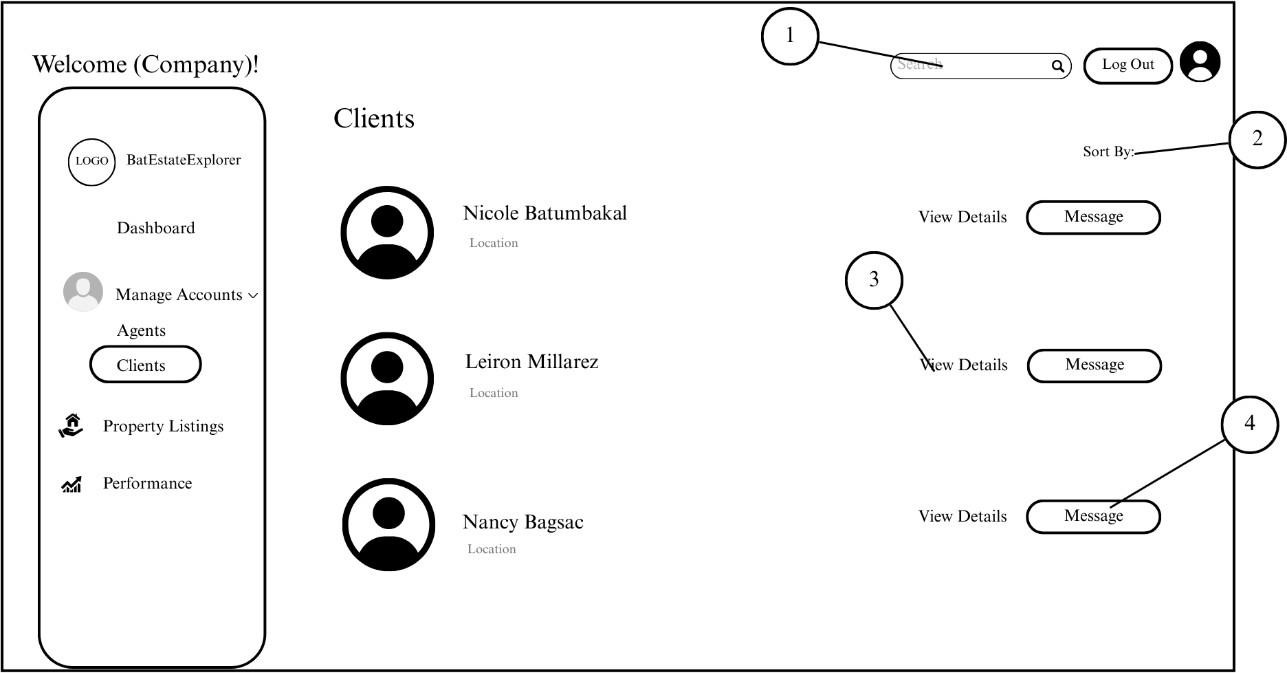 1
Search
Log Out
Welcome (Company)!
LOGO
BatEstateExplorer
Dashboard
Manage Accounts
Agents
Clients
Property Listings
Performance
Clients
2
Sort By:
Nicole Batumbakal
Location
View Details
Message
3
Leiron Millarez
Location
View Details
Message
4
Nancy Bagsac
Location
View Details
Message